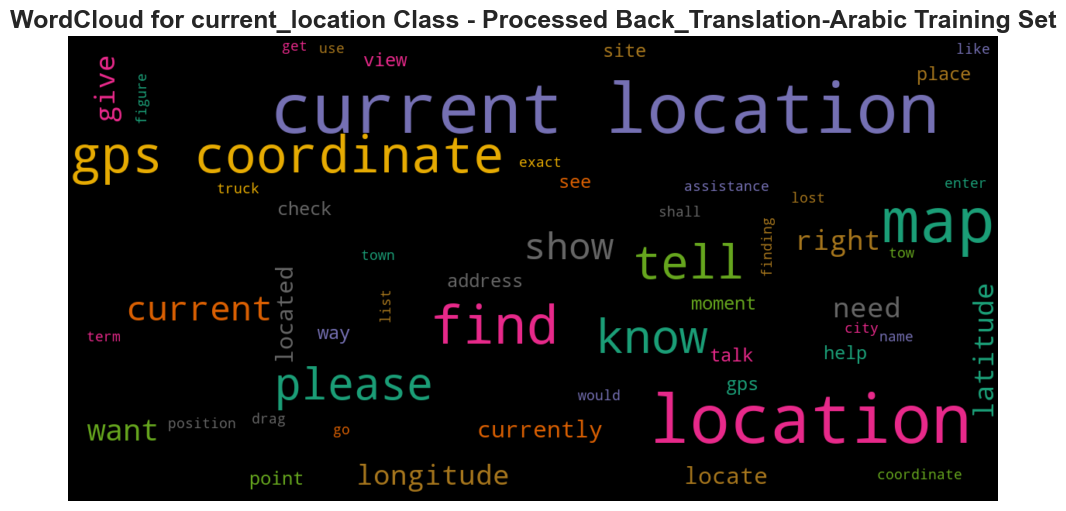 WordCloud for current_location Class - Processed Back_Translation-Arabic Training Set
get use view site like
give figure place
current location
gps coordinate exact
truck see assistance enter
check shall lost
map
show tell finding right tow
town
located address
current list find moment need
term way know talk city name
help latitude
please would gps
want position drag go currently location
point longitude locate coordinate